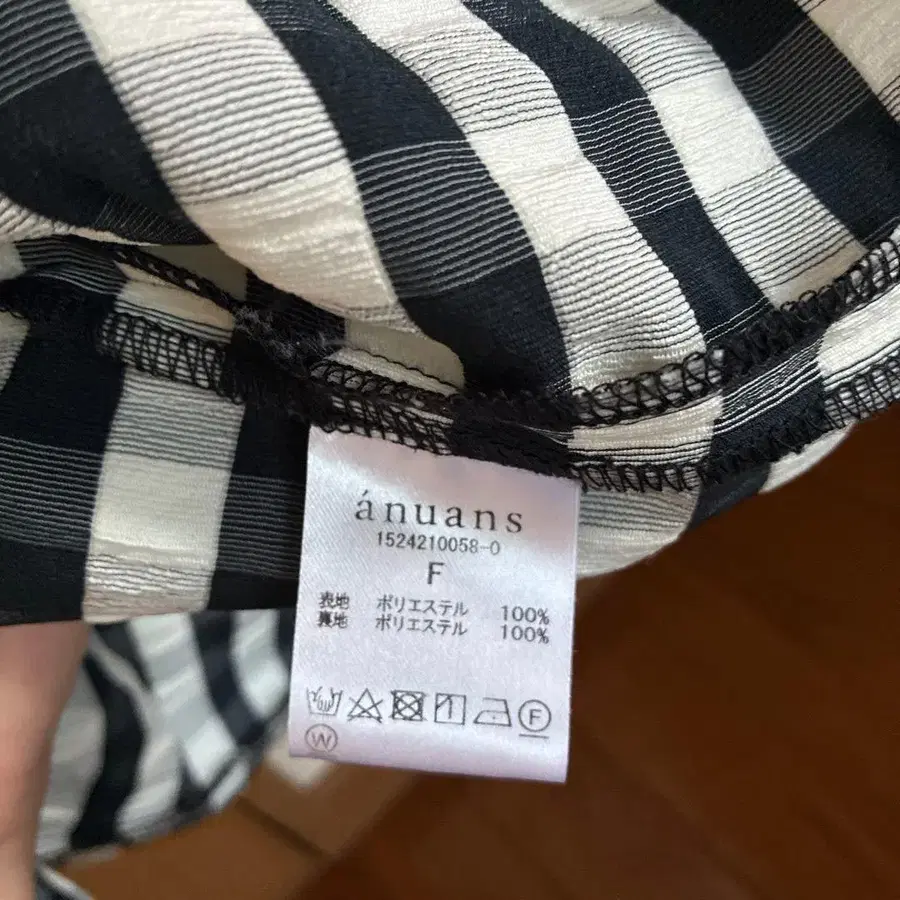 ánuans
1524210058-0
F
表地 ポリエステル 100%
裏地 ポリエステル 100%
F
W